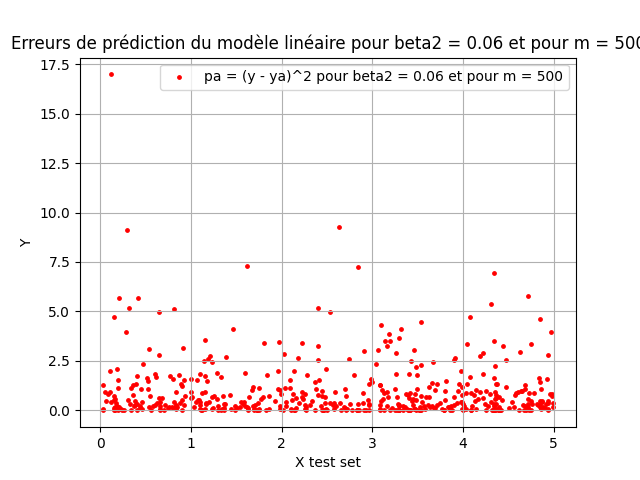 Erreurs de prédiction du modèle linéaire pour beta2 = 0.06 et pour m = 500
pa = (y - ya)^2 pour beta2 = 0.06 et pour m = 500
17.5
15.0
12.5
10.0
7.5
5.0
2.5
0.0
Y
0 1 2 3 4 5
X test set